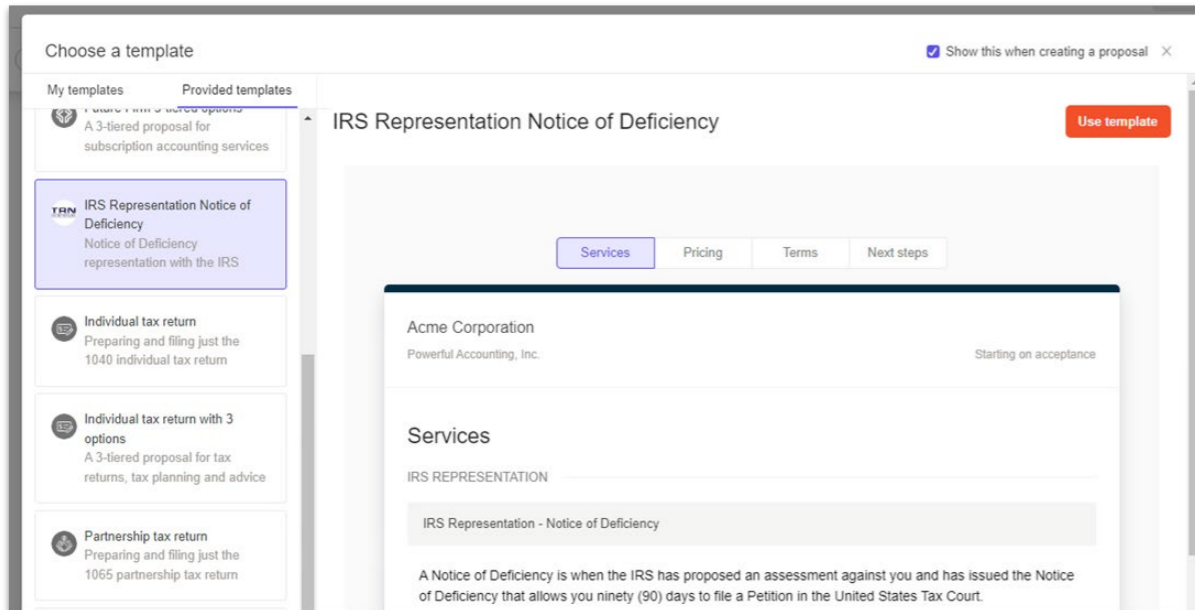 Choose a template
Show this when creating a proposal
My templates
Provided templates
Future Firm 3-tiered options
A 3-tiered proposal for
subscription accounting services
TRN
IRS Representation Notice of
Deficiency
Notice of Deficiency
representation with the IRS
Individual tax return
Preparing and filing just the
1040 individual tax return
Individual tax return with 3
options
A 3-tiered proposal for tax
returns, tax planning and advice
Partnership tax return
Preparing and filing just the
1065 partnership tax return
IRS Representation Notice of Deficiency
Use template
Services
Pricing
Terms
Next steps
Acme Corporation
Powerful Accounting, Inc.
Starting on acceptance
Services
IRS REPRESENTATION
IRS Representation - Notice of Deficiency
A Notice of Deficiency is when the IRS has proposed an assessment against you and has issued the Notice
of Deficiency that allows you ninety (90) days to file a Petition in the United States Tax Court.